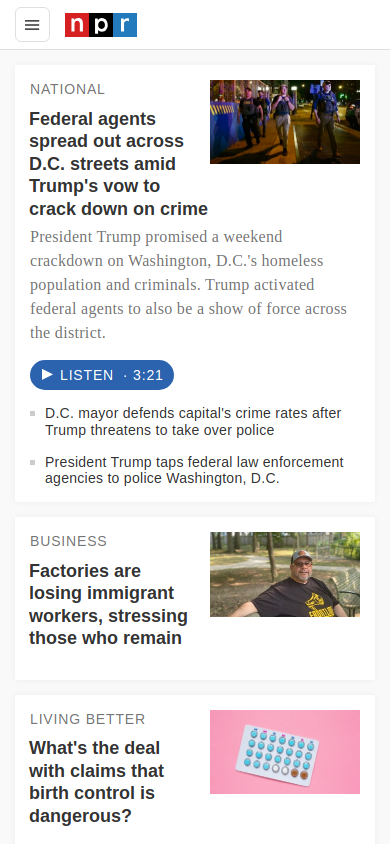 npr
NATIONAL
Federal agents
spread out across
D.C. streets amid
Trump's vow to
crack down on crime
President Trump promised a weekend
crackdown on Washington, D.C.'s homeless
population and criminals. Trump activated
federal agents to also be a show of force across
the district.
LISTEN · 3:21
D.C. mayor defends capital's crime rates after
Trump threatens to take over police
President Trump taps federal law enforcement
agencies to police Washington, D.C.
BUSINESS
Factories are
losing immigrant
workers, stressing
those who remain
LIVING BETTER
What's the deal
with claims that
birth control is
dangerous?